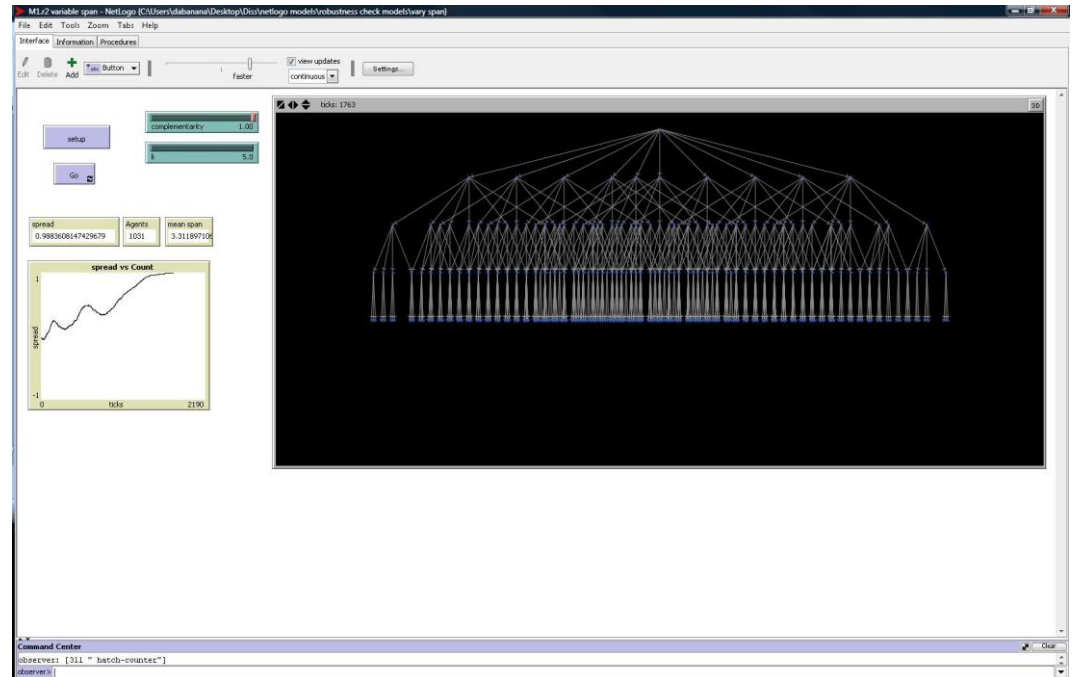 M1.r2 variable span - NetLogo {C:\Users\dabanana\Desktop\Diss\netlogo models\robustness check models\vary span}
File Edit Tools Zoom Tabs Help
Interface Information Procedures
Edit Delete Add Button faster view updates continuous Settings...
ticks: 1763 3D
complementarity 1.00
setup
5.0
Go
spread Agents mean span
0.9883608147429679 1031 3.311897106
spread vs Count
1
spread
-1
0 ticks 2190
Command Center Clear
observer: [311 " hatch-counter"]
observer>